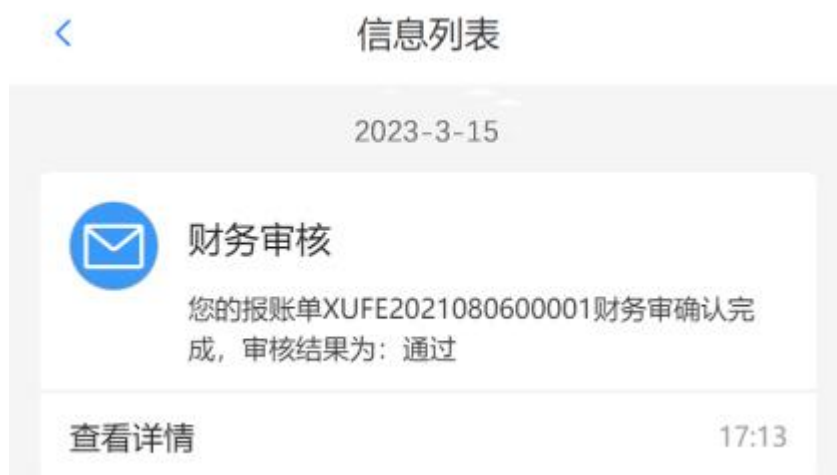 信息列表
2023-3-15
财务审核
您的报账单XUFE2021080600001财务审确认完
成，审核结果为：通过
查看详情 17:13